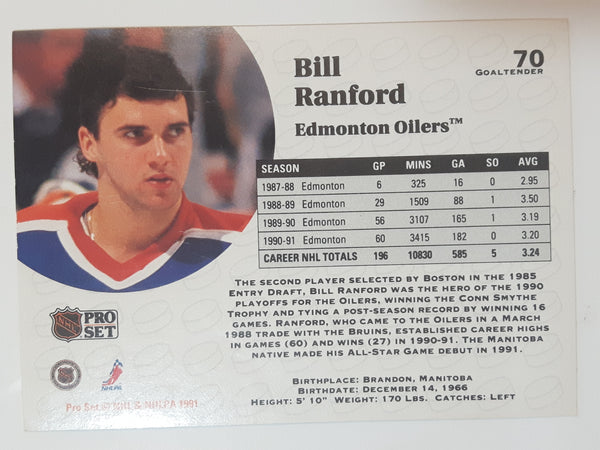 Bill
Ranford
70
GOALTENDER
Edmonton Oilers™
SEASON GP MINS GA SO AVG
1987-88 Edmonton 6 325 16 0 2.95
1988-89 Edmonton 29 1509 88 1 3.50
1989-90 Edmonton 56 3107 165 1 3.19
1990-91 Edmonton 60 3415 182 0 3.20
CAREER NHL TOTALS 196 10830 585 5 3.24
THE SECOND PLAYER SELECTED BY BOSTON IN THE 1985
ENTRY DRAFT, BILL RANFORD WAS THE HERO OF THE 1990
PLAYOFFS FOR THE OILERS, WINNING THE CONN SMYTHE
TROPHY AND TYING A POST-SEASON RECORD BY WINNING 16
GAMES. RANFORD, WHO CAME TO THE OILERS IN A MARCH
1988 TRADE WITH THE BRUINS, ESTABLISHED CAREER HIGHS
IN GAMES (60) AND WINS (27) IN 1990-91. THE MANITOBA
NATIVE MADE HIS ALL-STAR GAME DEBUT IN 1991.
NHL PRO
SET
NHLPA
BIRTHPLACE: BRANDON, MANITOBA
BIRTHDATE: DECEMBER 14, 1966
HEIGHT: 5' 10" WEIGHT: 170 LBS. CATCHES: LEFT
Pro Set © NHL & NHLPA 1991